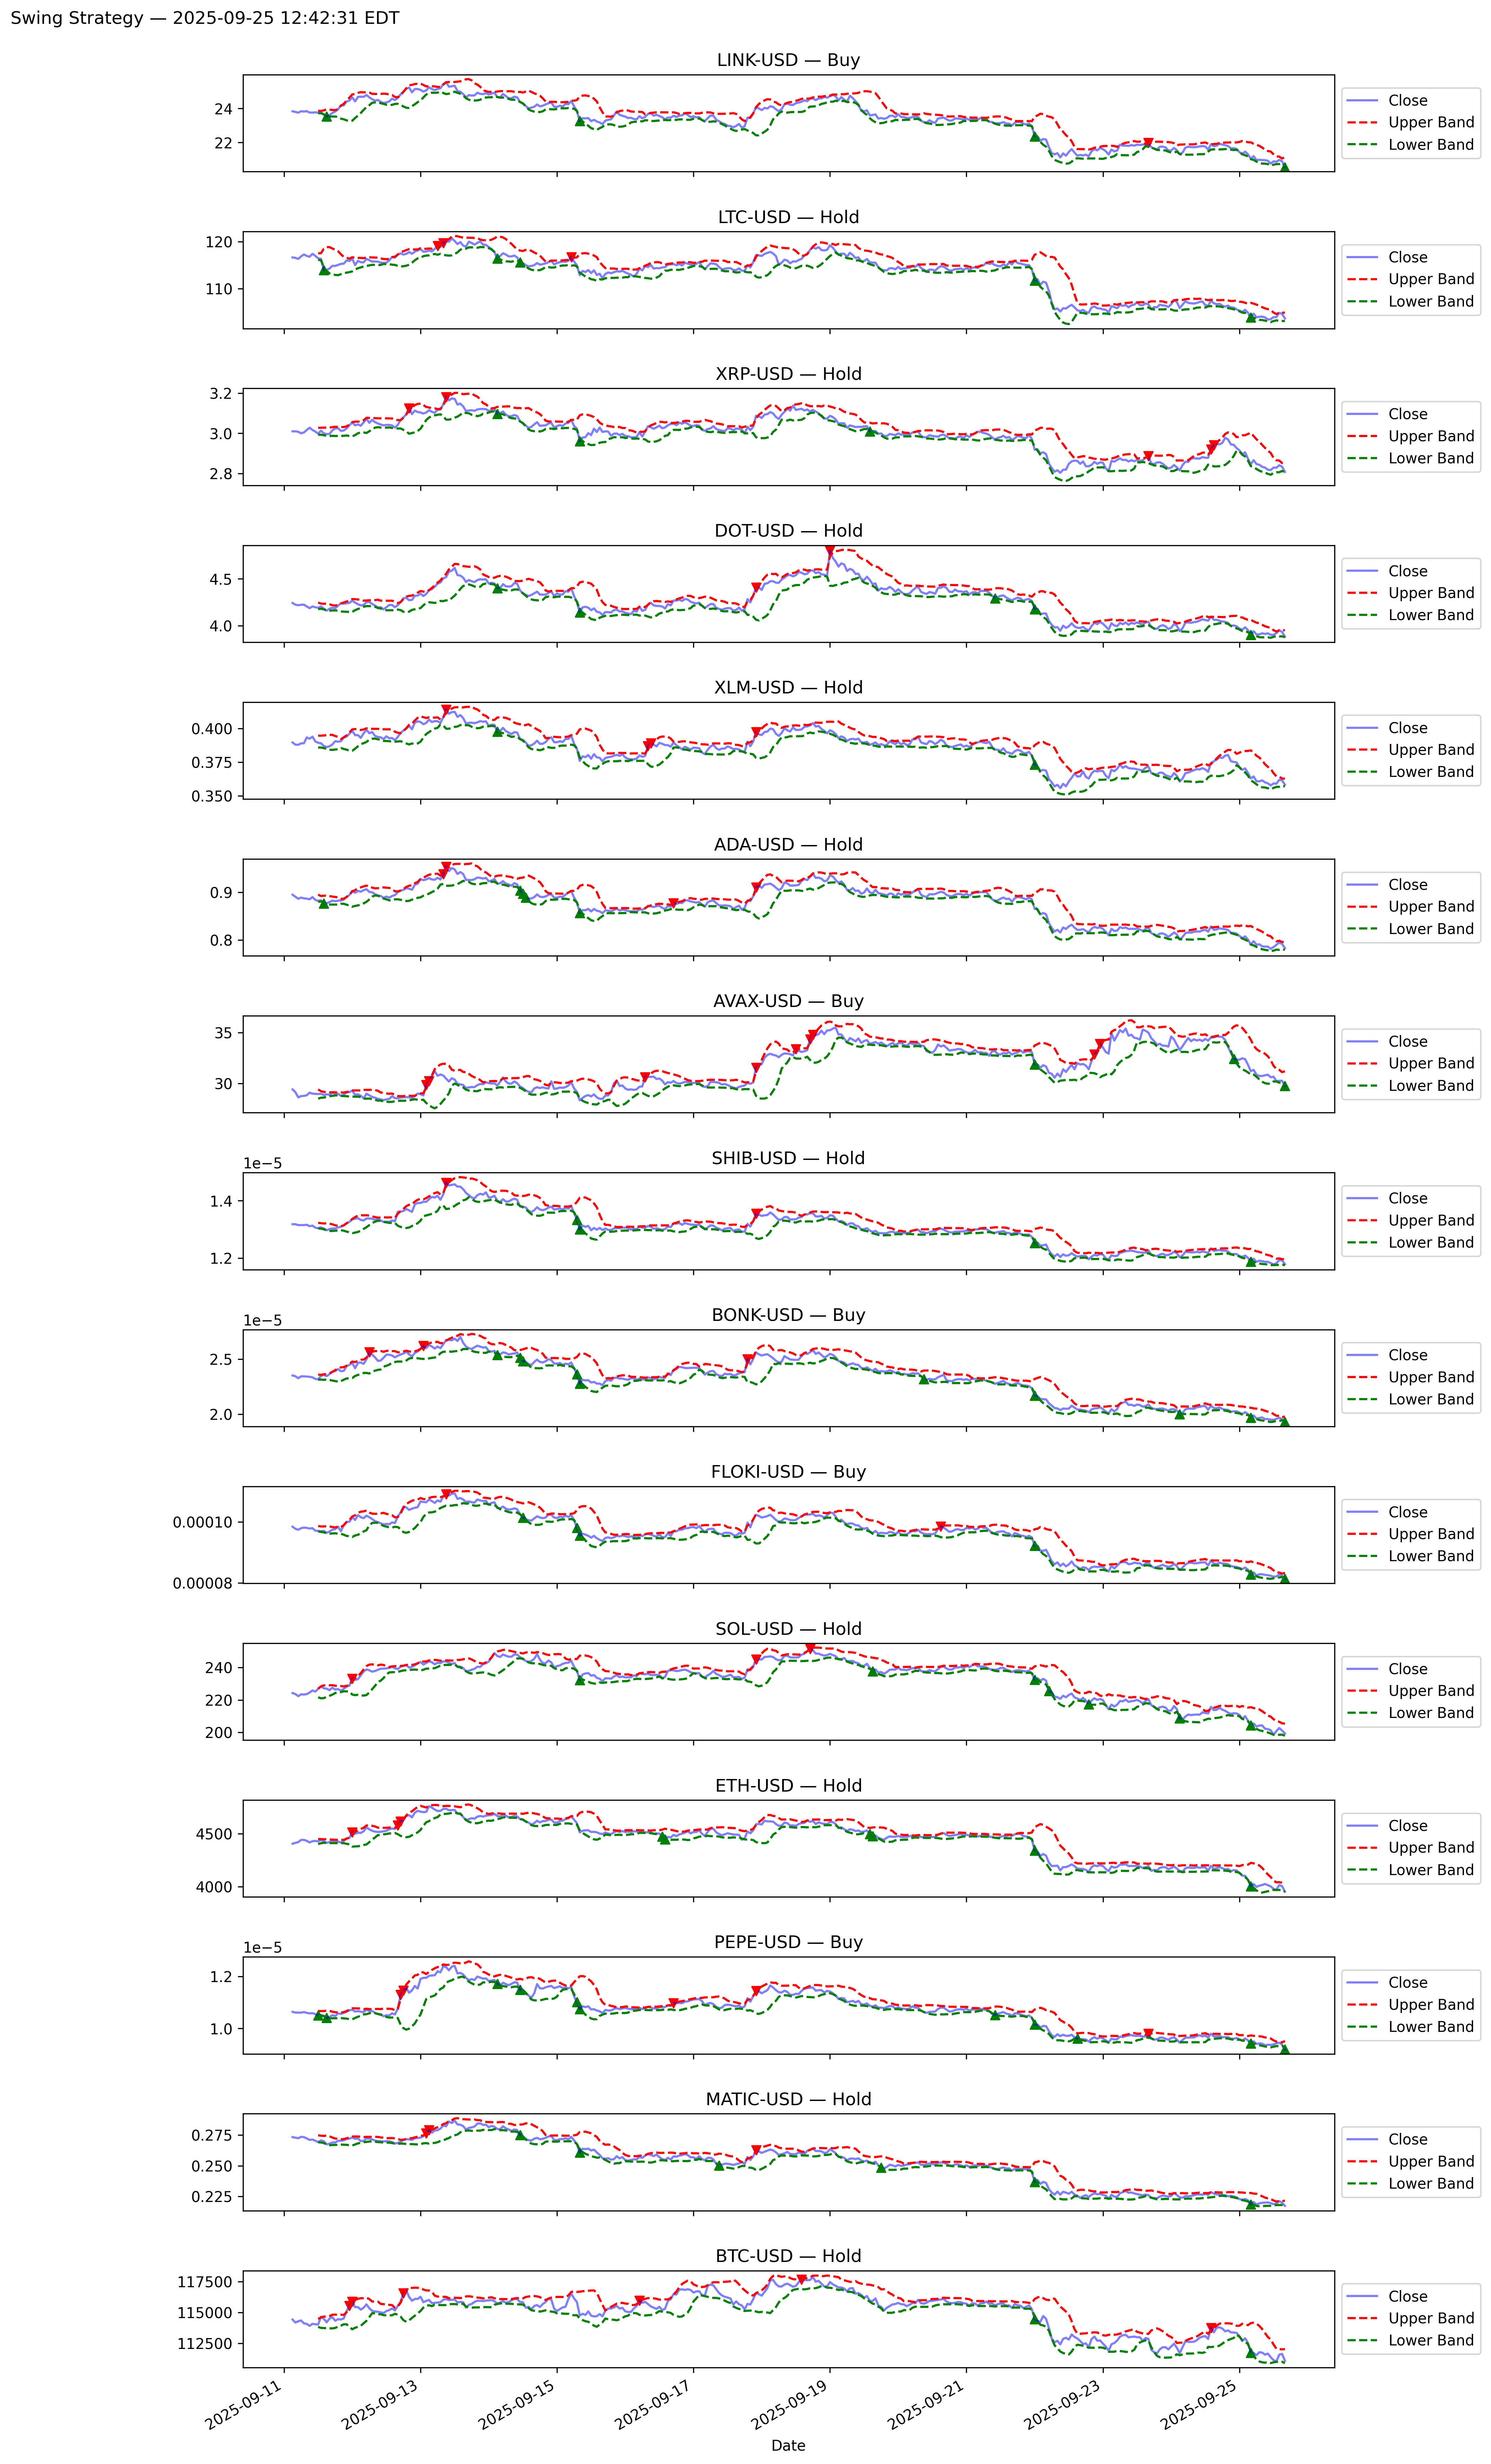 Swing Strategy — 2025-09-25 12:42:31 EDT
LINK-USD — Buy
24
22
Close
Upper Band
Lower Band
LTC-USD — Hold
120
110
Close
Upper Band
Lower Band
XRP-USD — Hold
3.2
3.0
2.8
Close
Upper Band
Lower Band
DOT-USD — Hold
4.5
4.0
Close
Upper Band
Lower Band
XLM-USD — Hold
0.400
0.375
0.350
Close
Upper Band
Lower Band
ADA-USD — Hold
0.9
0.8
Close
Upper Band
Lower Band
AVAX-USD — Buy
35
30
Close
Upper Band
Lower Band
SHIB-USD — Hold
1e−5
1.4
1.2
Close
Upper Band
Lower Band
BONK-USD — Buy
1e−5
2.5
2.0
Close
Upper Band
Lower Band
FLOKI-USD — Buy
0.00010
0.00008
Close
Upper Band
Lower Band
SOL-USD — Hold
240
220
200
Close
Upper Band
Lower Band
ETH-USD — Hold
4500
4000
Close
Upper Band
Lower Band
PEPE-USD — Buy
1e−5
1.2
1.0
Close
Upper Band
Lower Band
MATIC-USD — Hold
0.275
0.250
0.225
Close
Upper Band
Lower Band
BTC-USD — Hold
117500
115000
112500
Close
Upper Band
Lower Band
2025-09-11
2025-09-13
2025-09-15
2025-09-17
2025-09-19
2025-09-21
2025-09-23
2025-09-25
Date